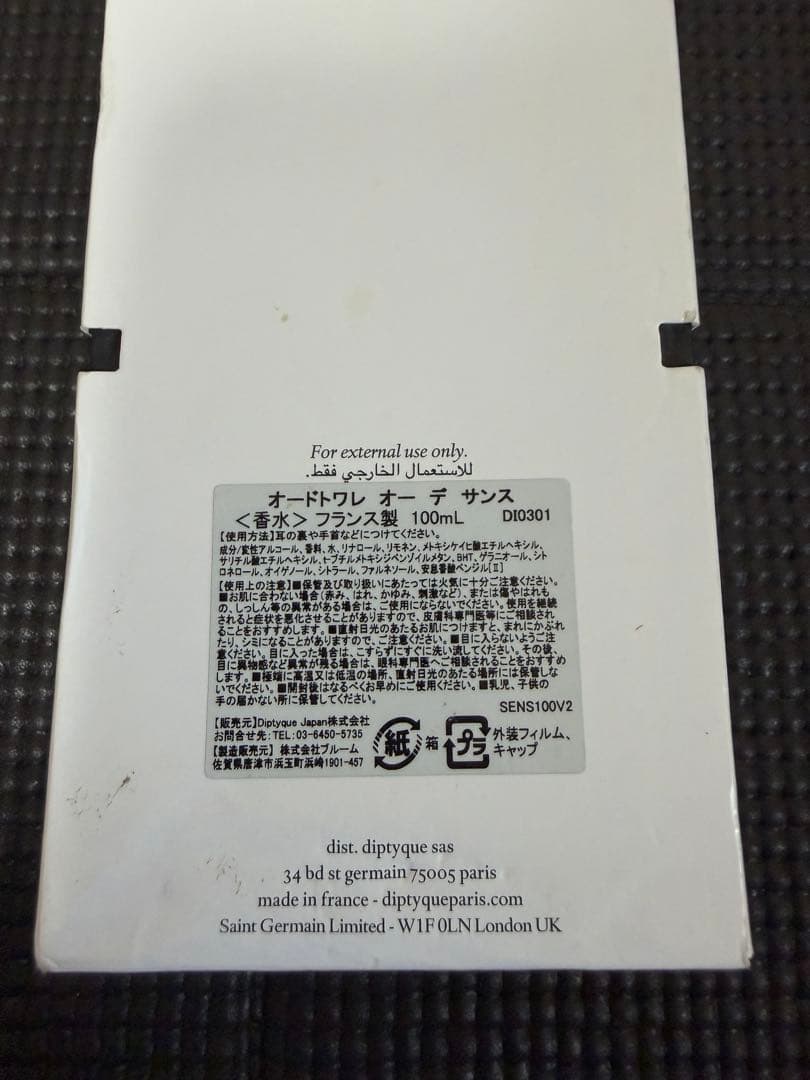 For external use only.
للاستعمال الخارجي فقط.
オードトワレ オー デ サンス
＜香水＞フランス製 100mL DI0301
【使用方法】耳の裏や手首などにつけてください。
成分/変性アルコール、香料、水、リナロール、リモネン、メトキシケイヒ酸エチルヘキシル、
サリチル酸エチルヘキシル、t-ブチルメトキシジベンゾイルメタン、BHT、ゲラニオール、シト
ロネロール、オイゲノール、シトラール、ファルネソール、安息香酸ベンジル[Ⅱ]
【使用上の注意】■保管及び取り扱いにあたっては火気に十分ご注意ください。
■お肌に合わない場合(赤み、はれ、かゆみ、刺激など)、または傷やはれも
の、しっしん等の異常がある場合は、ご使用にならないでください。使用を継続
されると症状を悪化させることがありますので、皮膚科専門医等にご相談され
ることをおすすめします。■直射日光のあたるお肌につけますと、まれにかぶれ
たり、シミになることがありますので、ご注意ください。■目に入らないようご注
意ください。目に入った場合は、こすらずにすぐに洗い流してください。その後、
目に異物感など異常が残る場合は、眼科専門医へご相談されることをおすすめ
します。■極端に高温又は低温の場所、直射日光のあたる場所には保管しな
いでください。■開封後はなるべくお早めにご使用ください。■乳児、子供の
手の届かない所に保管してください。
SENS100V2
【販売元】Diptyque Japan株式会社
お問合せ先:TEL:03-6450-5735
【製造販売元】 株式会社ブルーム
佐賀県唐津市浜玉町浜崎1901-457
紙 箱
プラ 外装フィルム、
キャップ
dist. diptyque sas
34 bd st germain 75005 paris
made in france - diptyqueparis.com
Saint Germain Limited - W1F 0LN London UK